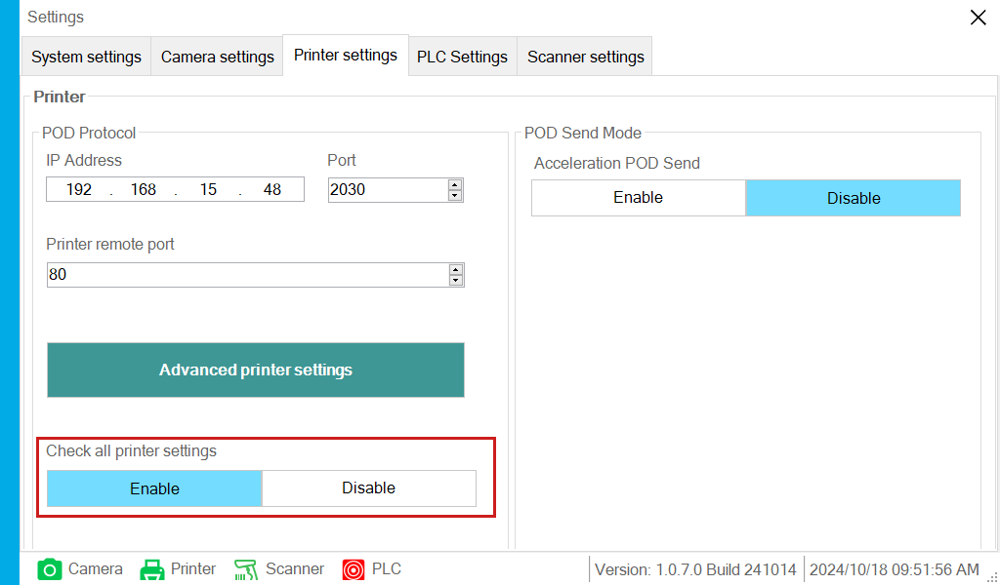 Settings
System settings Camera settings Printer settings PLC Settings Scanner settings
Printer
POD Protocol
IP Address Port
192 . 168 . 15 . 48 2030
Printer remote port
80
Advanced printer settings
Check all printer settings
Enable Disable
POD Send Mode
Acceleration POD Send
Enable Disable
Camera Printer Scanner PLC Version: 1.0.7.0 Build 241014 2024/10/18 09:51:56 AM